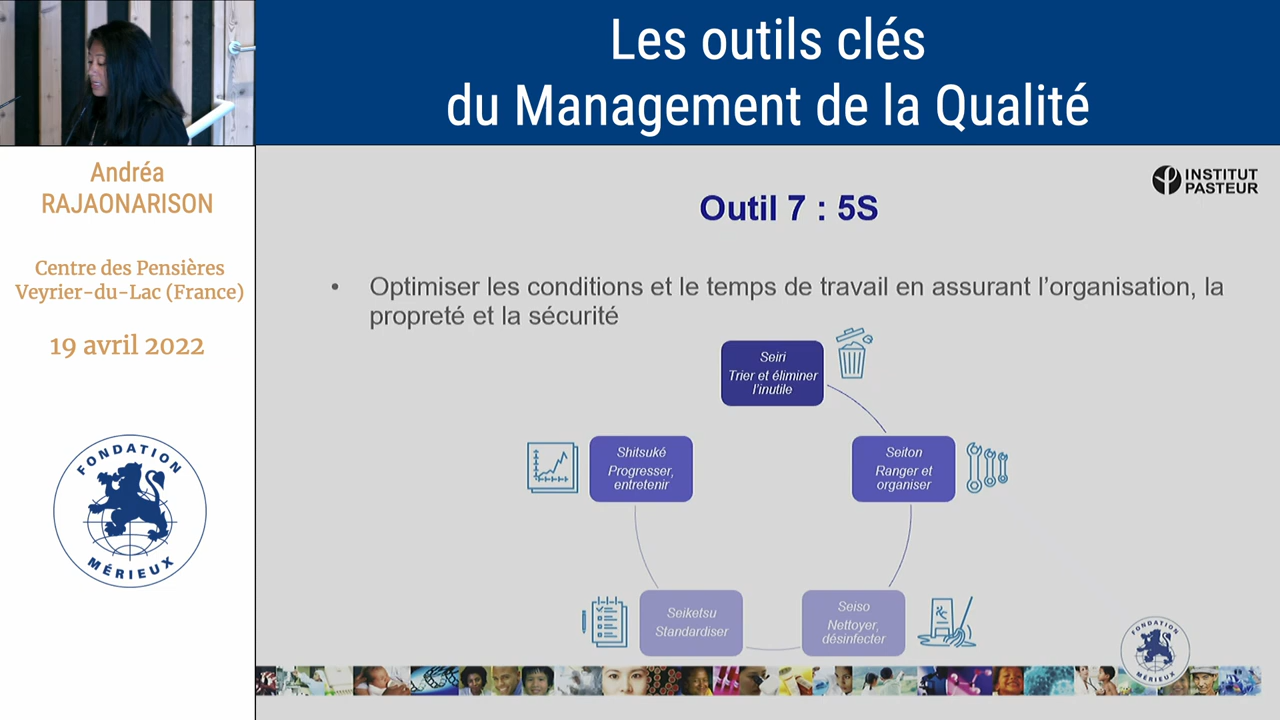 Les outils clés
du Management de la Qualité
Andréa
RAJAONARISON
Centre des Pensières
Veyrier-du-Lac (France)
19 avril 2022
FONDATION
MÉRIEUX
INSTITUT
PASTEUR
Outil 7 : 5S
• Optimiser les conditions et le temps de travail en assurant l'organisation, la
propreté et la sécurité
Seiri
Trier et éliminer
l'inutile
Seiton
Ranger et
organiser
Seiso
Nettoyer,
désinfecter
Seiketsu
Standardiser
Shitsuké
Progresser,
entretenir
FONDATION
MÉRIEUX